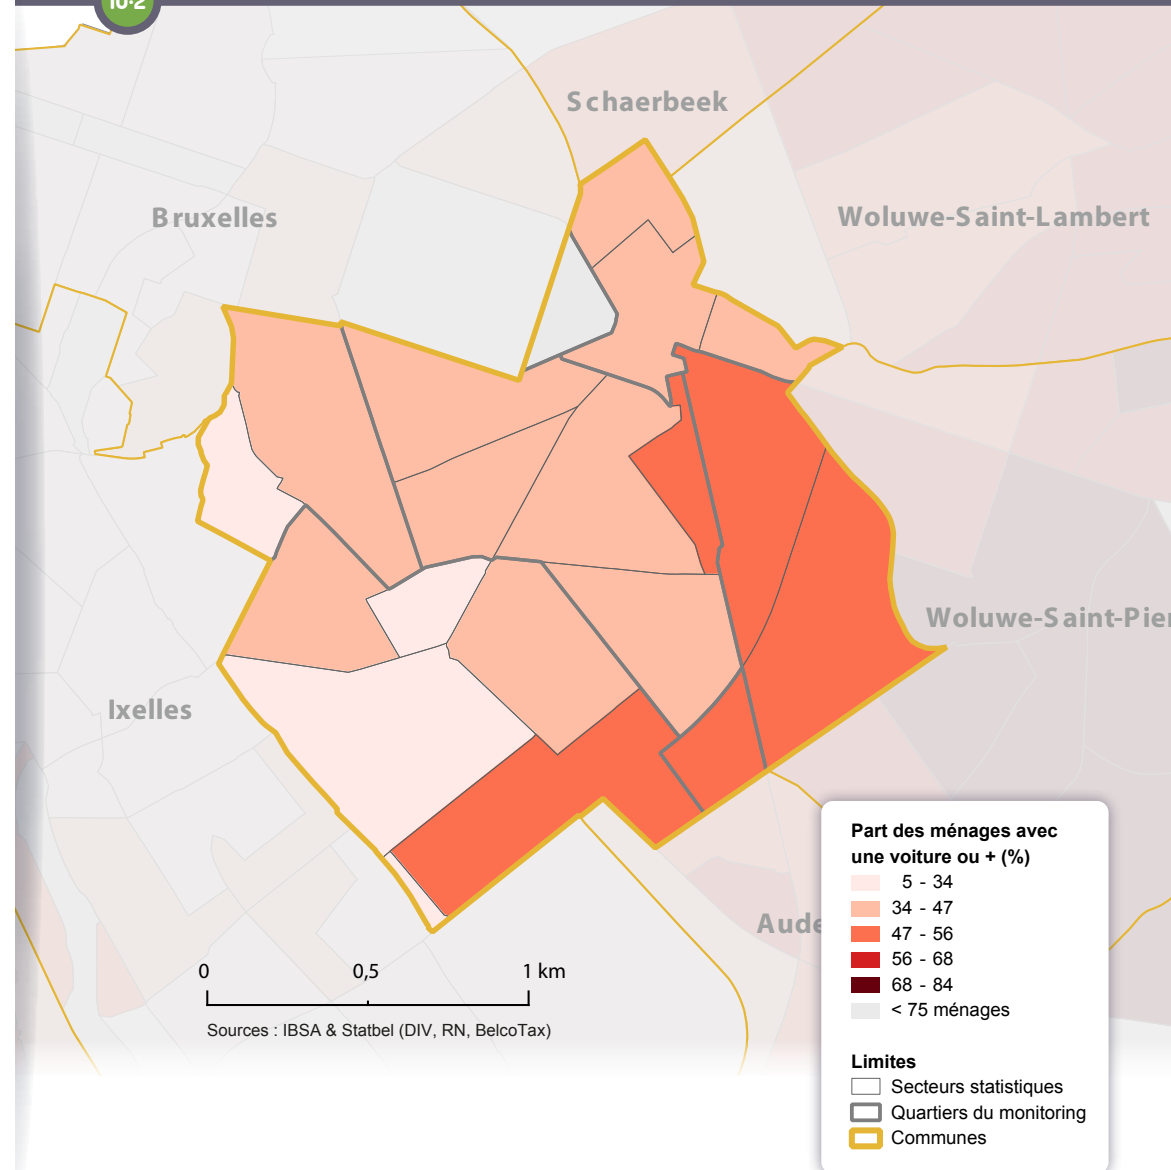 10·2
Schaerbeek
Bruxelles
Woluwe-Saint-Lambert
Woluwe-Saint-Pier
Ixelles
Aude
0 0,5 1 km
Sources : IBSA & Statbel (DIV, RN, BelcoTax)
Part des ménages avec
une voiture ou + (%)
5 - 34
34 - 47
47 - 56
56 - 68
68 - 84
< 75 ménages
Limites
Secteurs statistiques
Quartiers du monitoring
Communes